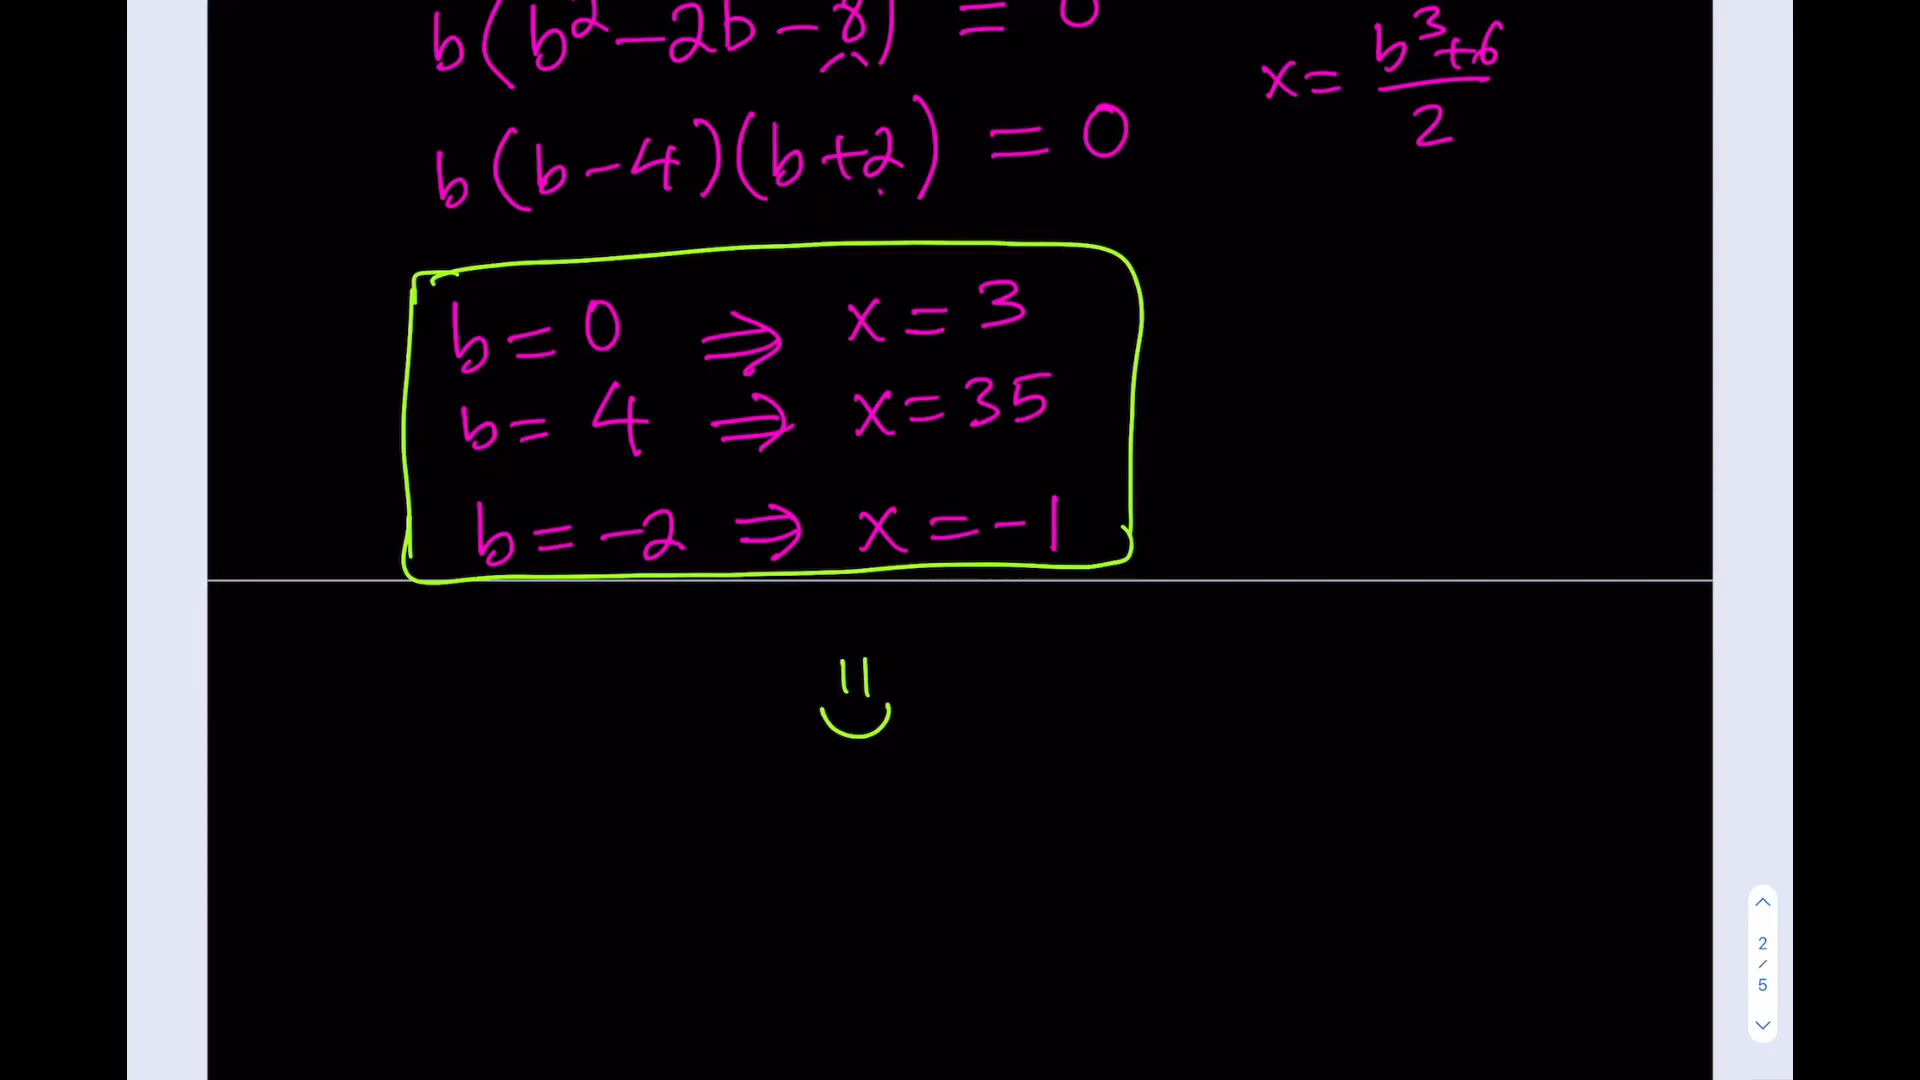 b(b²-2b-8) = 0
x = b³+6 / 2
b(b-4)(b+2) = 0
b = 0 ⇒ x = 3
b = 4 ⇒ x = 35
b = -2 ⇒ x = -1
2
/
5